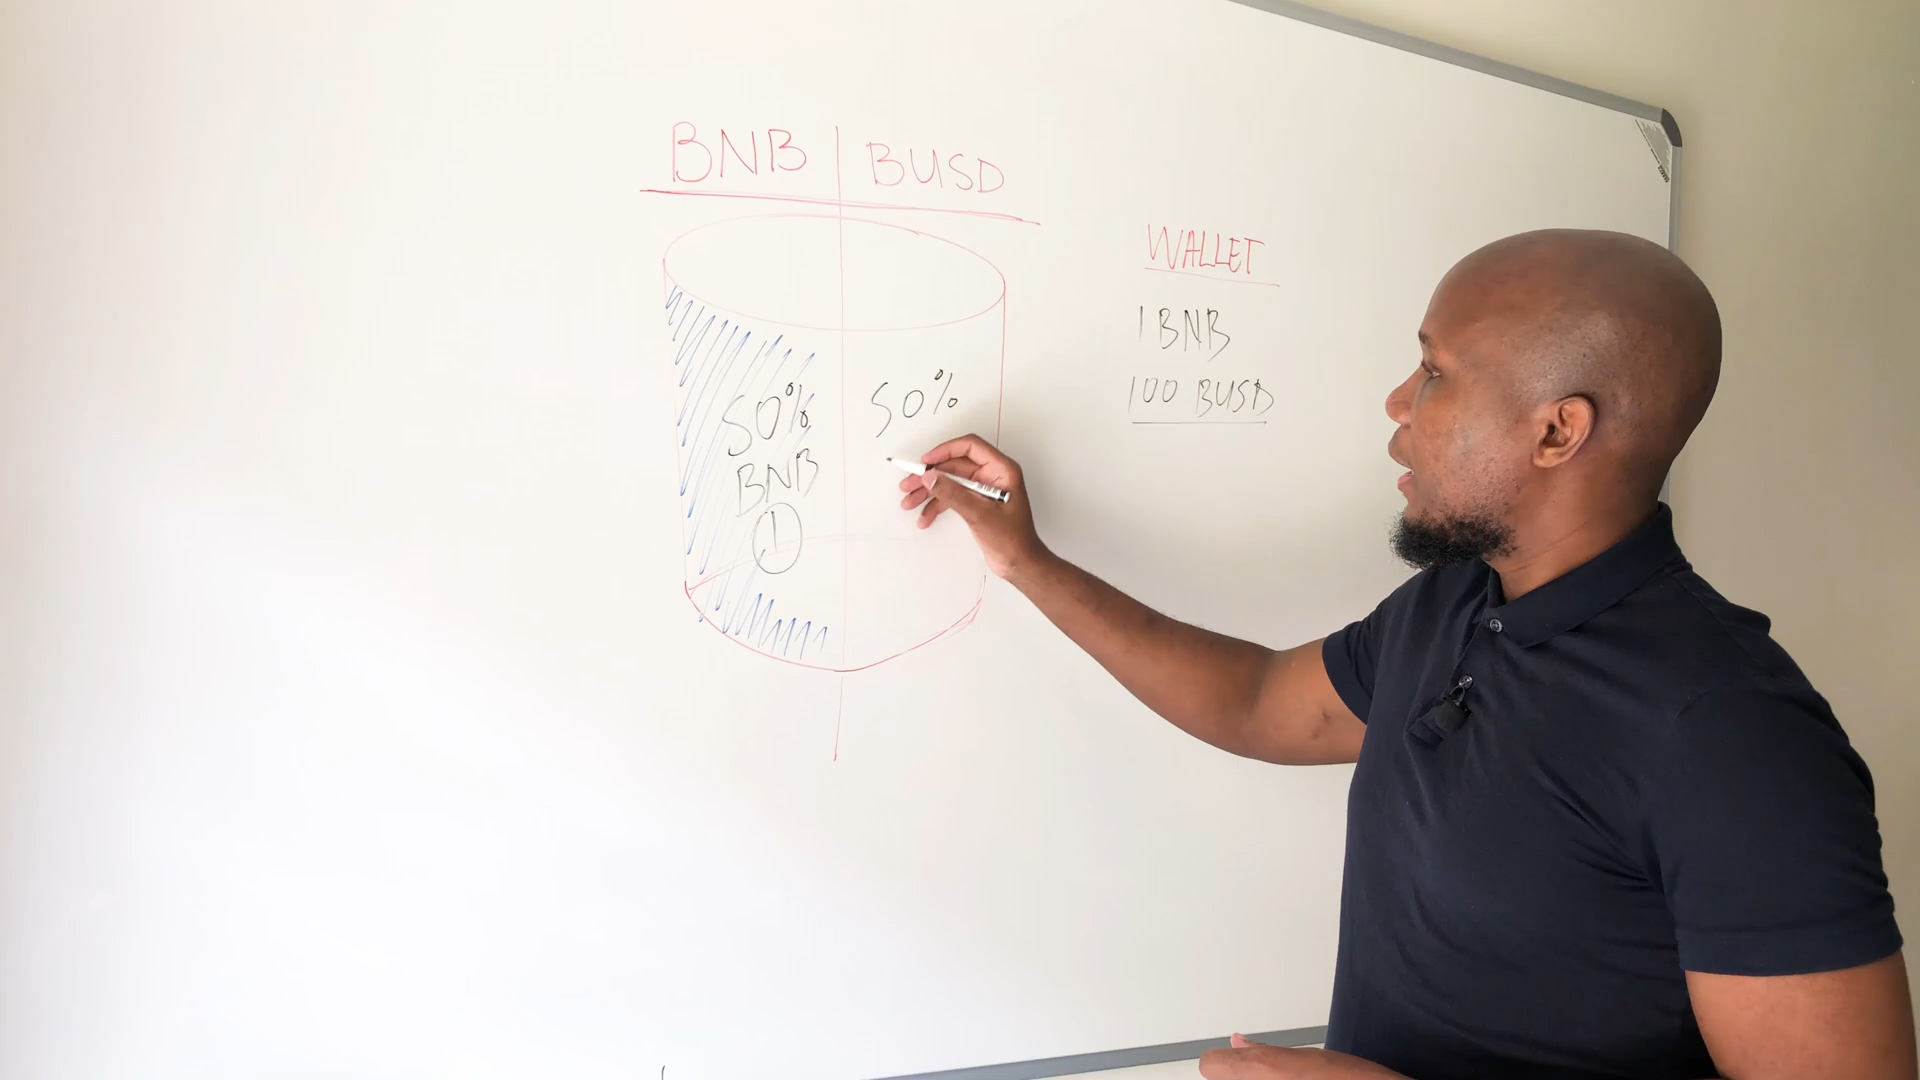 BNB BUSD
50% 50%
BNB
1
WALLET
1 BNB
100 BUSD